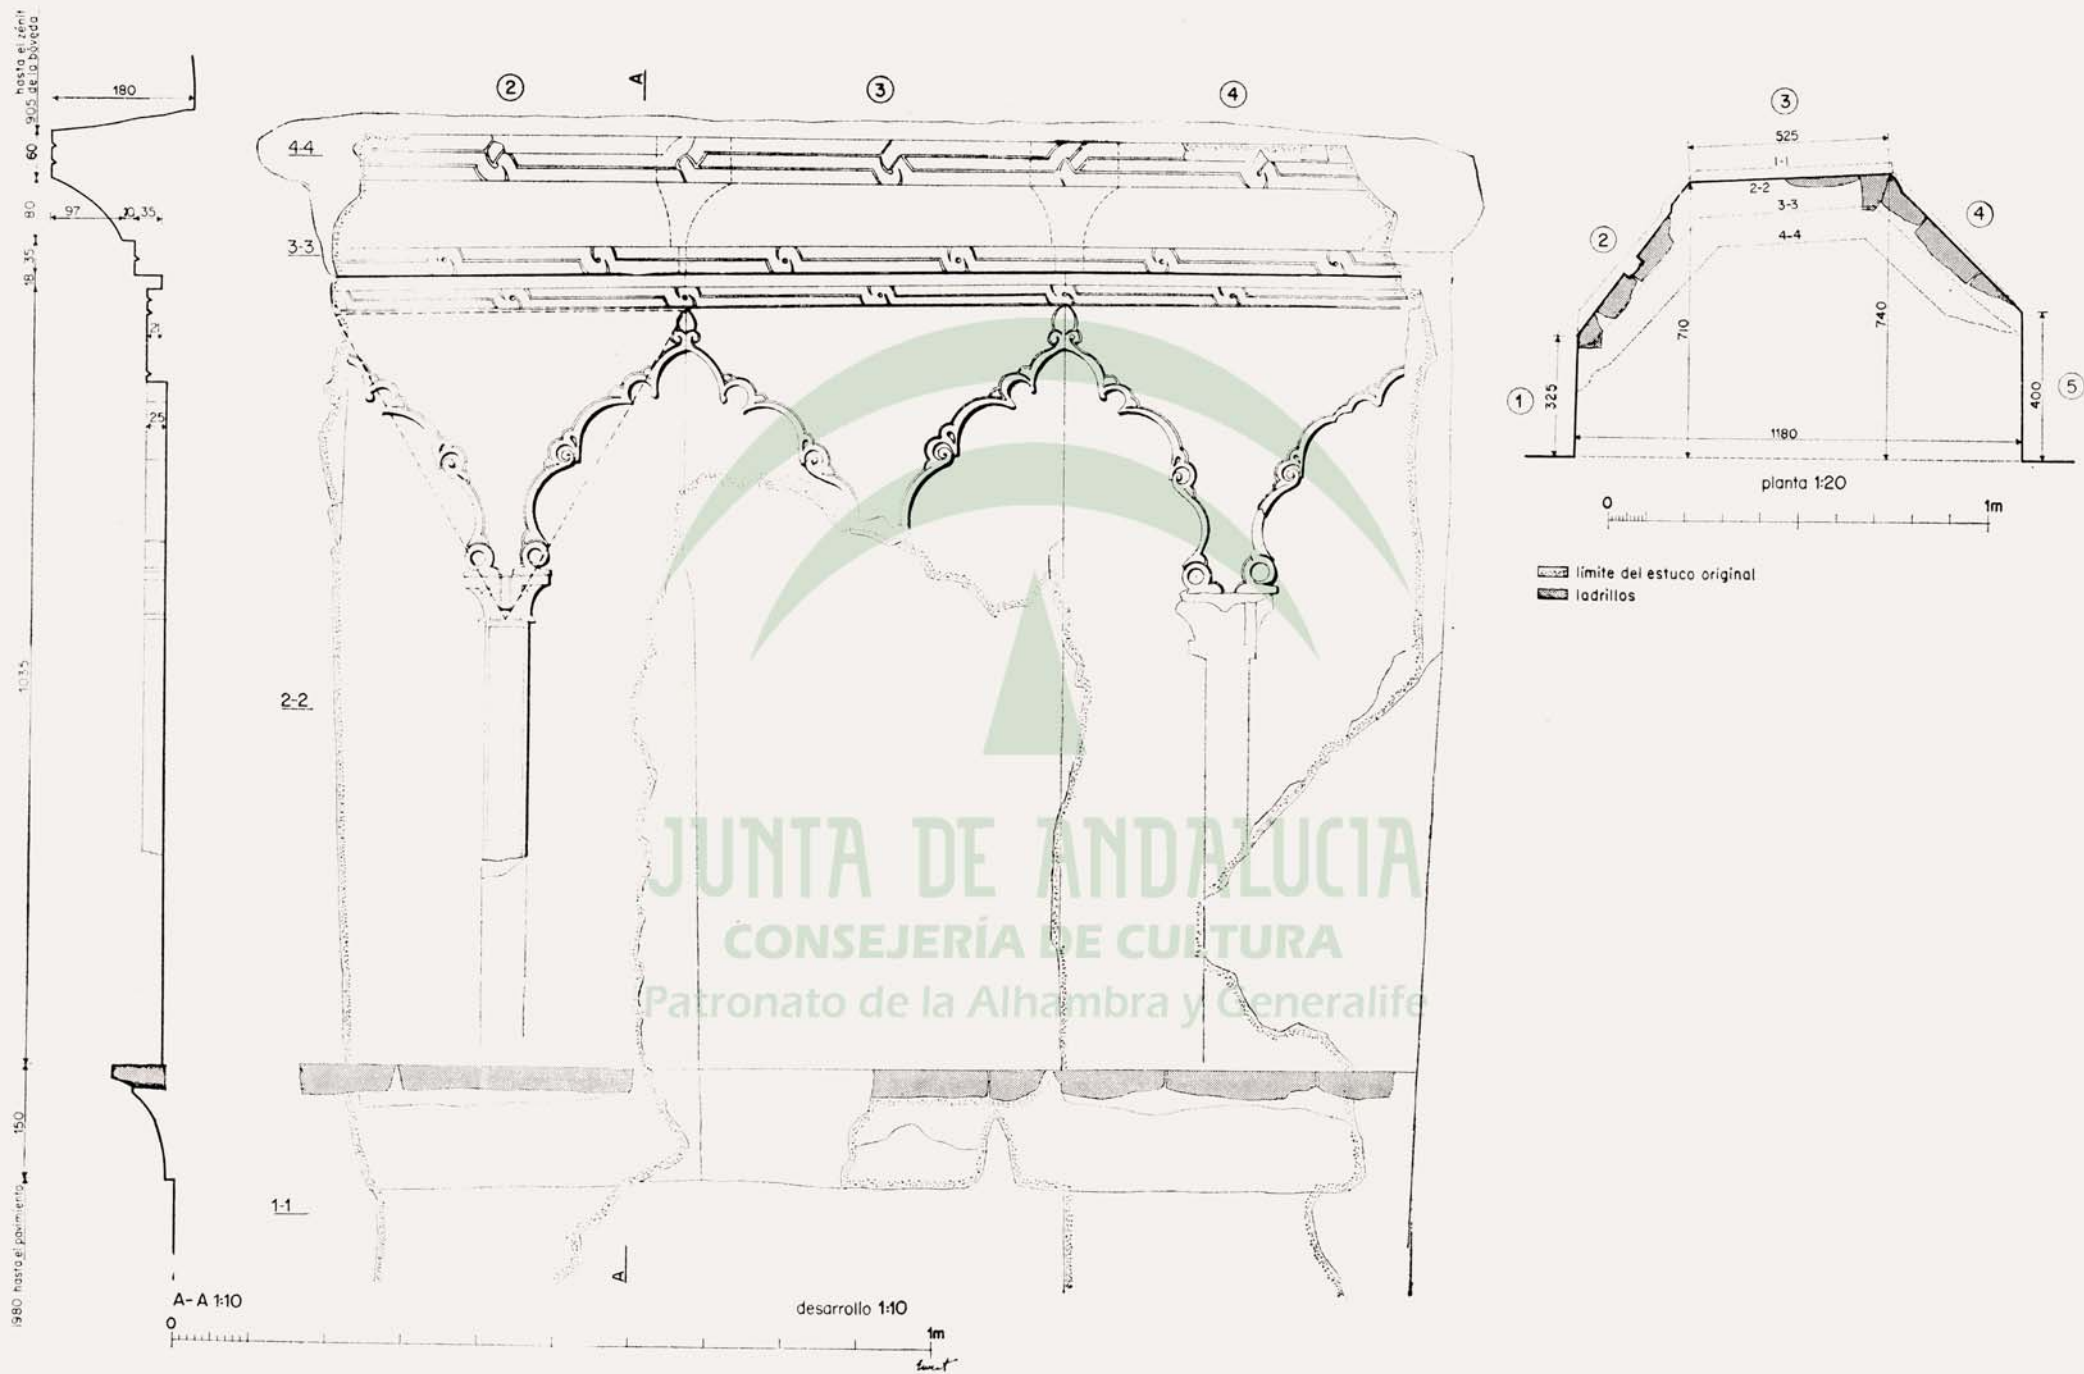 hasta el zénit
905 de la bóveda
180
60
80
97
20
35
35
18
21
25
1035
150
1980 hasta el pavimiento
A-A 1:10
0
1m
desarrollo 1:10
2
A
3
4
4-4
3-3
2-2
1-1
A
3
525
1-1
2-2
3-3
4-4
2
4
1
325
710
740
400
5
1180
planta 1:20
0
1m
límite del estuco original
ladrillos
JUNTA DE ANDALUCIA
CONSEJERÍA DE CULTURA
Patronato de la Alhambra y Generalife